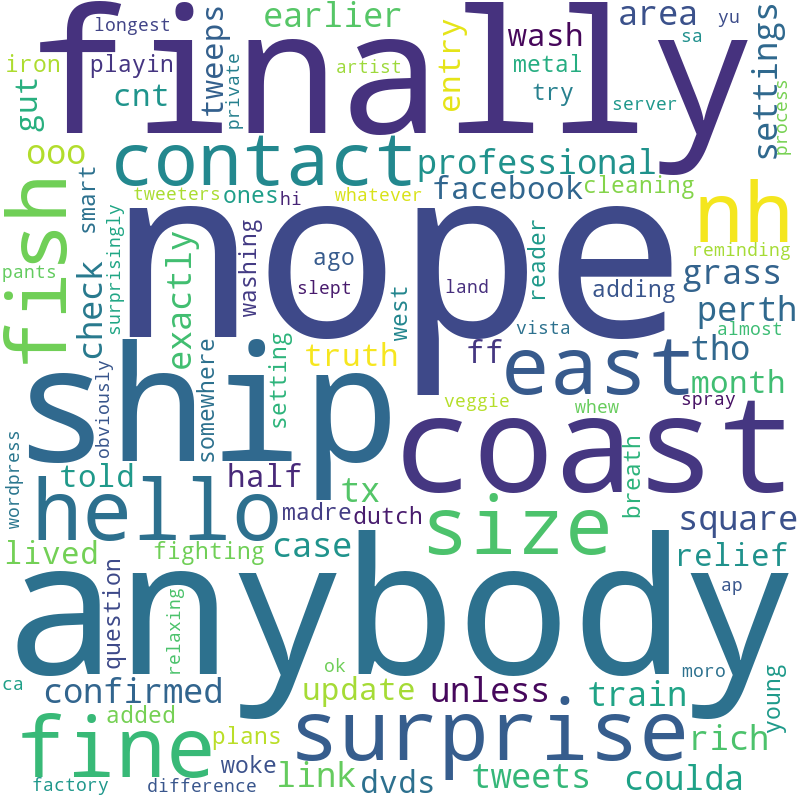 longest
finally
earlier
area
yu
sa
settings
iron
playin
tweeps
private
artist
wash
metal
entry
try
server
process
gut
cnt
ooo
contact
professional
smart
tweeters
ones
hi
whatever
facebook
cleaning
nh
fish
surprisingly
nope
reminding
pants
washing
ago
reader
grass
exactly
slept
land
adding
perth
check
west
vista
almost
truth
ff
east
tho
setting
month
somewhere
obviously
ship
veggie
whew
spray
coast
wordpress
told
half
tx
breath
hello
madre
dutch
size
square
lived
fighting
case
relief
question
anybody
ap
relaxing
ok
moro
ca
confirmed
update
unless
train
young
added
fine
plans
surprise
rich
woke
link
dvds
tweets
coulda
factory
difference